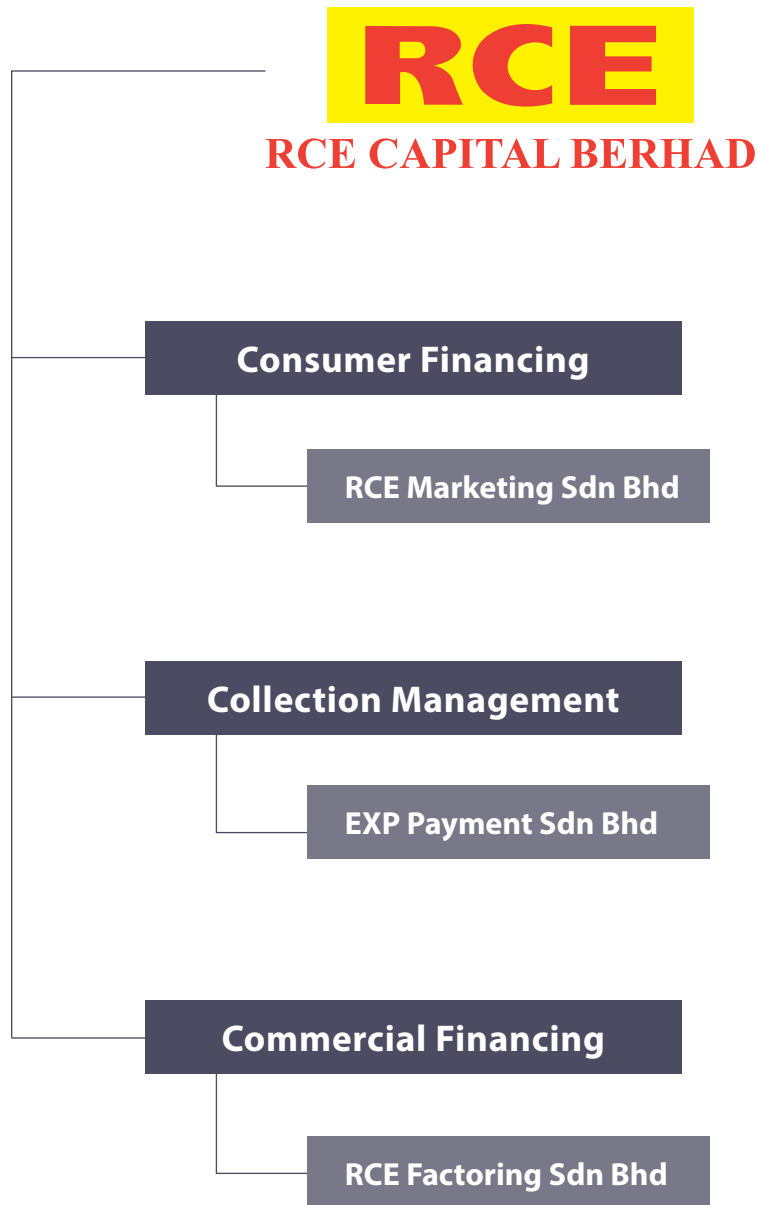 RCE
RCE CAPITAL BERHAD
Consumer Financing
RCE Marketing Sdn Bhd
Collection Management
EXP Payment Sdn Bhd
Commercial Financing
RCE Factoring Sdn Bhd